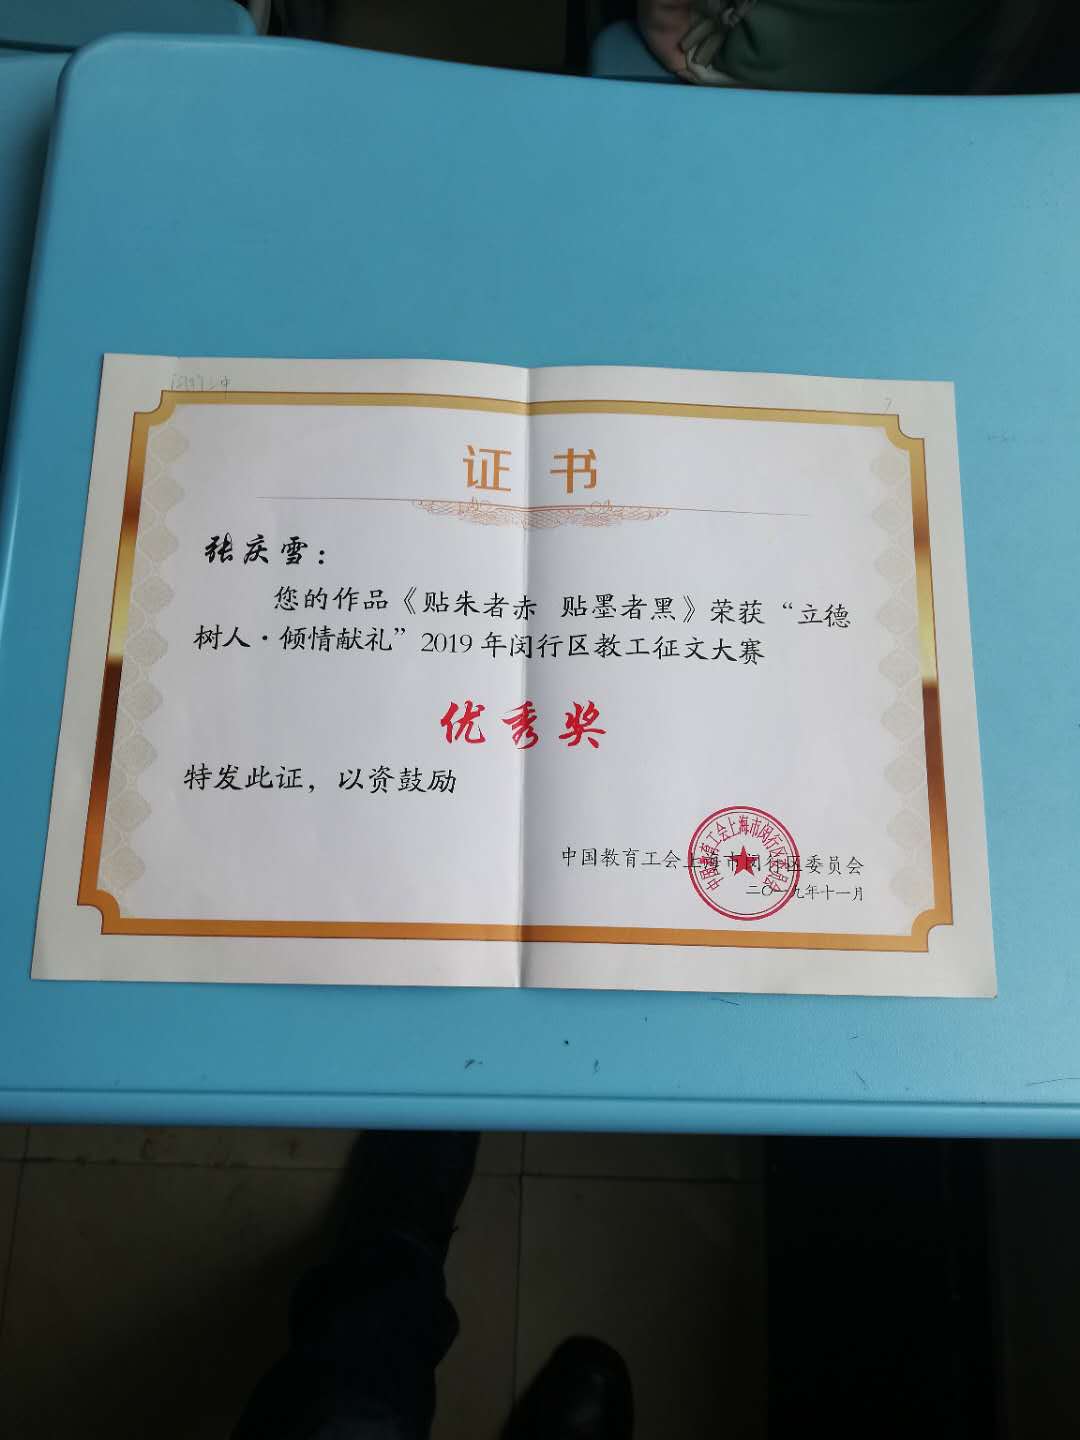 证书
张庆雪：
您的作品《贴朱者赤 贴墨者黑》荣获“立德
树人·倾情献礼”2019年闵行区教工征文大赛
优秀奖
特发此证，以资鼓励
中国教育工会上海市闵行区委员会
二〇一九年十一月
中国教育工会上海市闵行区委员会
7